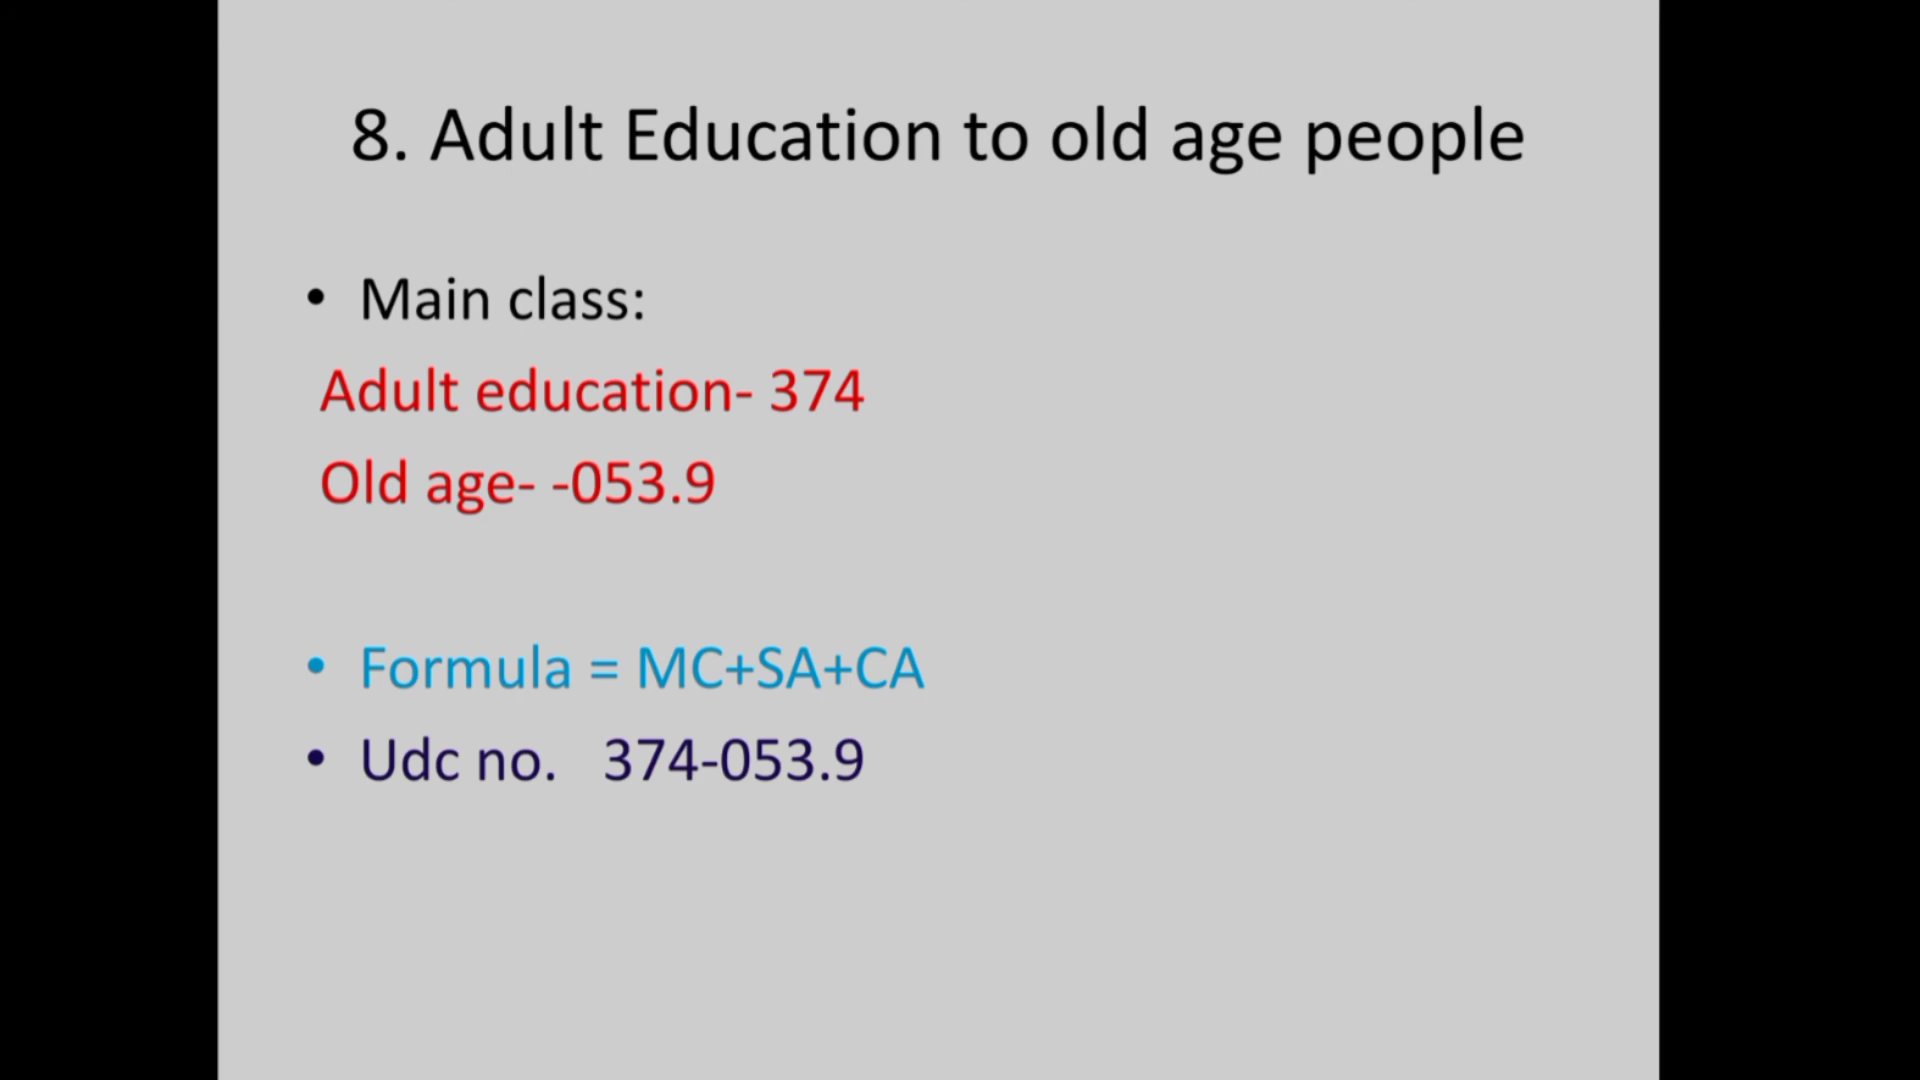 8. Adult Education to old age people
• Main class:
Adult education- 374
Old age- -053.9
• Formula = MC+SA+CA
• Udc no. 374-053.9